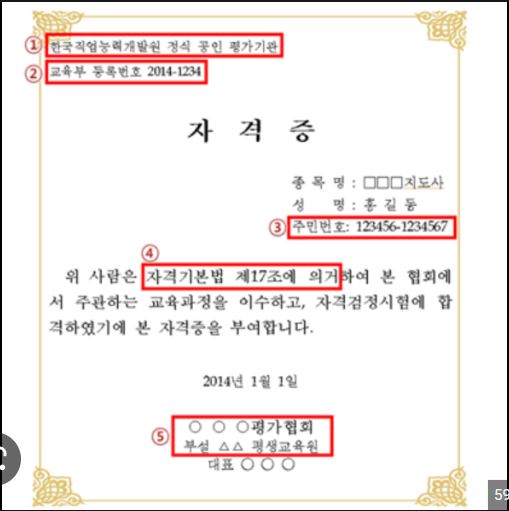 ① 한국직업능력개발원 정식 공인 평가기관
② 교육부 등록번호 2014-1234
자 격 증
종 목 명 : □□□지도사
성 명 : 홍 길 동
③ 주민번호: 123456-1234567
④
위 사람은 자격기본법 제17조에 의거하여 본 협회에
서 주관하는 교육과정을 이수하고, 자격검정시험에 합
격하였기에 본 자격증을 부여합니다.
2014년 1월 1일
○ ○ ○평가협회
⑤ 부설 △△ 평생교육원
대표 ○ ○ ○
59